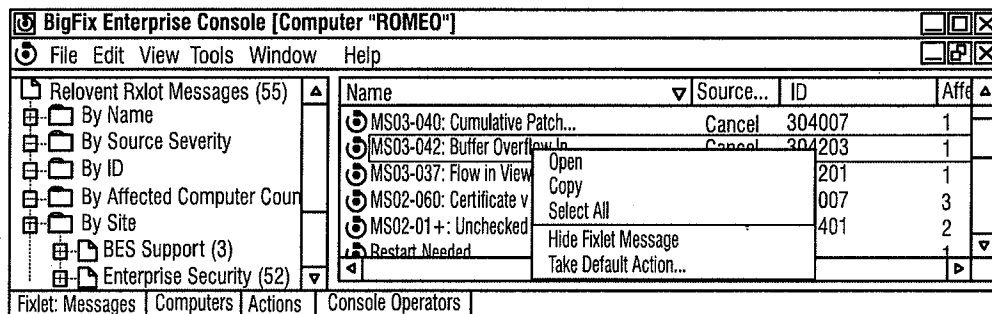 BigFix Enterprise Console [Computer "ROMEO"]
File Edit View Tools Window Help
Relovent Rxlot Messages (55)
By Name
By Source Severity
By ID
By Affected Computer Coun
By Site
BES Support (3)
Enterprise Security (52)
Name Source... ID Affe
MS03-040: Cumulative Patch... Cancel 304007 1
MS03-042: Buffer Overflow In Cancel 304203 1
MS03-037: Flow in View 201 1
MS02-060: Certificate v 007 3
MS02-01+: Unchecked 401 2
Restart Needed 1
Open
Copy
Select All
Hide Fixlet Message
Take Default Action...
Fixlet: Messages Computers Actions Console Operators